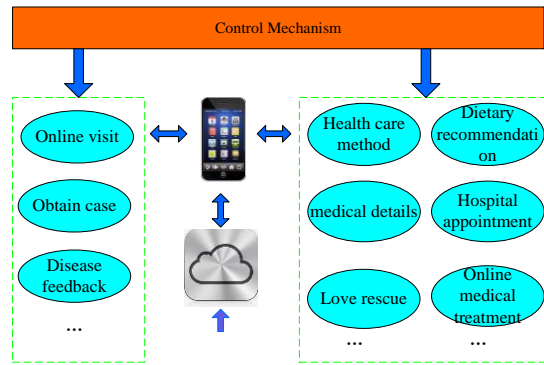 Control Mechanism
Online visit
Obtain case
Disease
feedback
...
Health care
method
medical details
Love rescue
...
Dietary
recommendati
on
Hospital
appointment
Online
medical
treatment
...